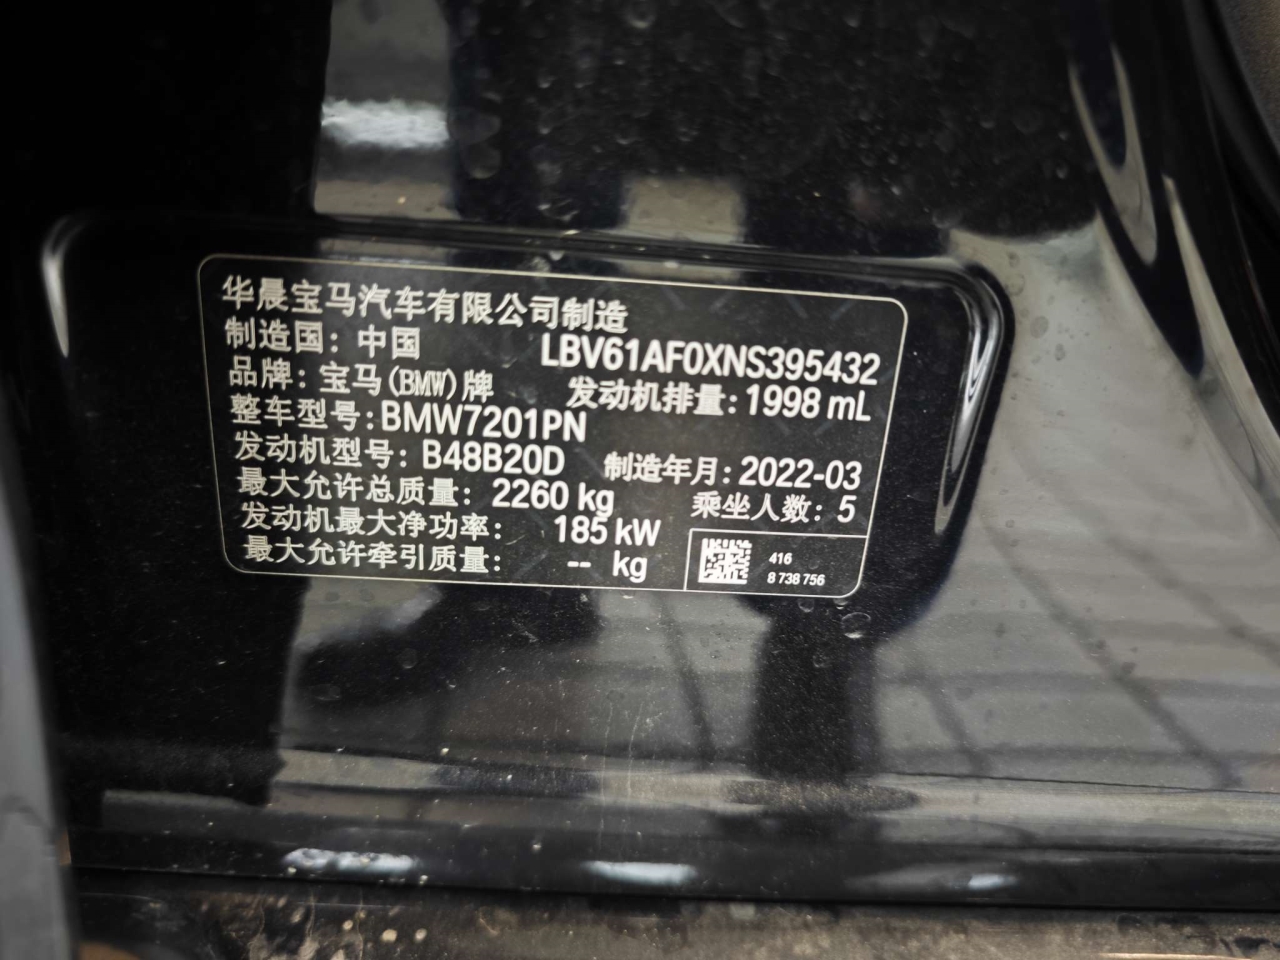 华晨宝马汽车有限公司制造
制造国：中国 LBV61AF0XNS395432
品牌：宝马(BMW)牌 发动机排量：1998 mL
整车型号：BMW7201PN
发动机型号：B48B20D 制造年月：2022-03
最大允许总质量：2260 kg 乘坐人数：5
发动机最大净功率：185 kW
最大允许牵引质量：-- kg
416
8 738 756